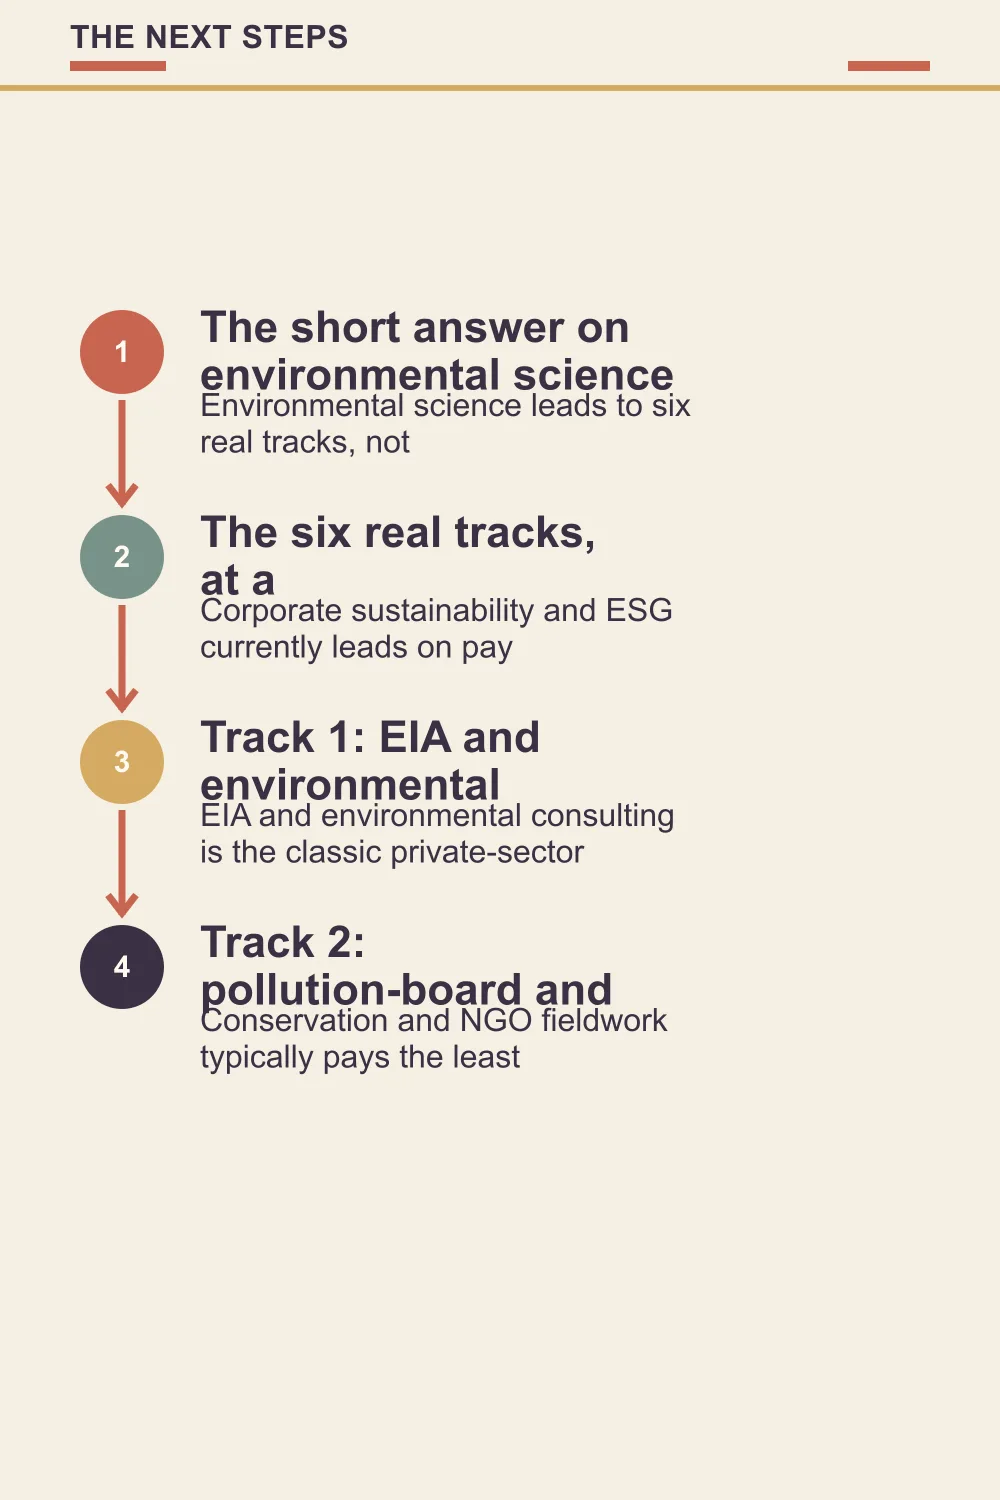 THE NEXT STEPS
1
The short answer on
environmental science
Environmental science leads to six
real tracks, not
2
The six real tracks,
at a
Corporate sustainability and ESG
currently leads on pay
3
Track 1: EIA and
environmental
EIA and environmental consulting
is the classic private-sector
4
Track 2:
pollution-board and
Conservation and NGO fieldwork
typically pays the least